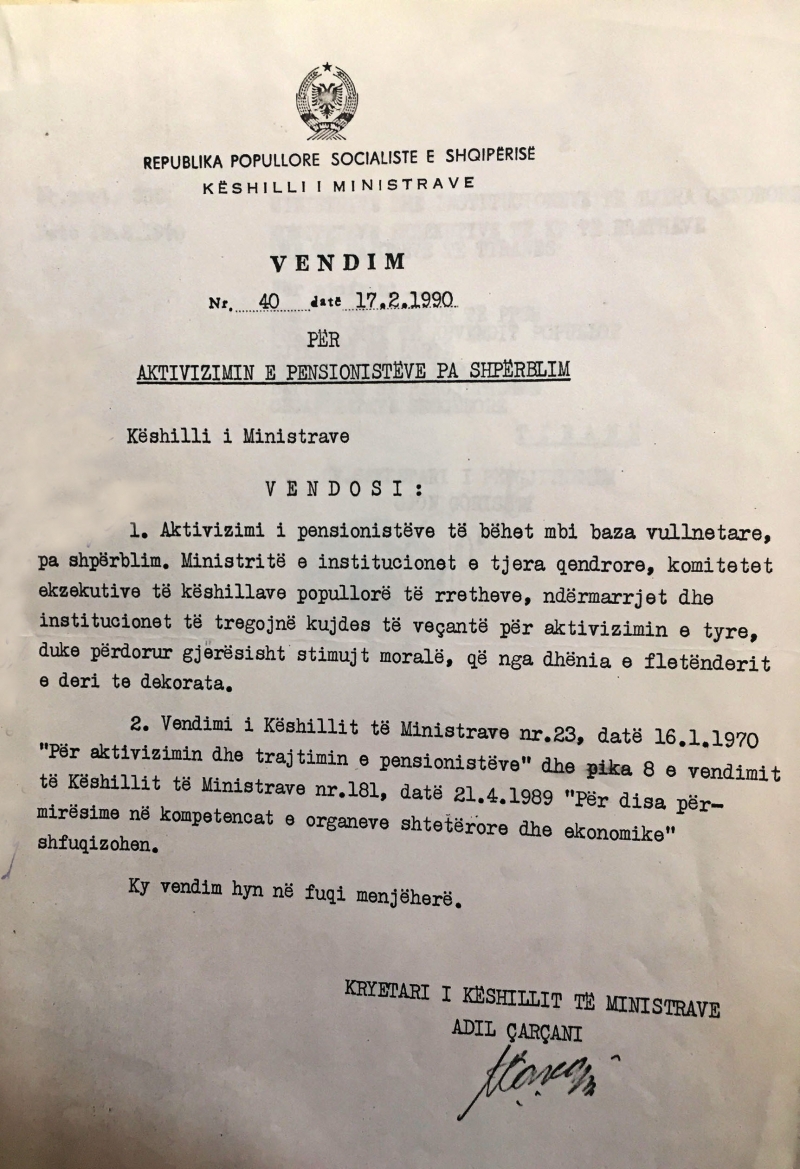 REPUBLIKA POPULLORE SOCIALISTE E SHQIPËRISË
KËSHILLI I MINISTRAVE
VENDIM
Nr. 40 datë 17.2.1990
PËR
AKTIVIZIMIN E PENSIONISTËVE PA SHPËRBLIM
Këshilli i Ministrave
VENDOSI:
1. Aktivizimi i pensionistëve të bëhet mbi baza vullnetare,
pa shpërblim. Ministritë e institucionet e tjera qendrore, komitetet
ekzekutive të këshillave popullorë të rretheve, ndërmarrjet dhe
institucionet të tregojnë kujdes të veçantë për aktivizimin e tyre,
duke përdorur gjërësisht stimujt moralë, që nga dhënia e fletënderit
e deri te dekorata.
2. Vendimi i Këshillit të Ministrave nr.23, datë 16.1.1970
"Për aktivizimin dhe trajtimin e pensionistëve" dhe pika 8 e vendimit
të Këshillit të Ministrave nr.181, datë 21.4.1989 "Për disa për-
mirësime në kompetencat e organeve shtetërore dhe ekonomike"
shfuqizohen.
Ky vendim hyn në fuqi menjëherë.
KRYETARI I KËSHILLIT TË MINISTRAVE
ADIL ÇARÇANI